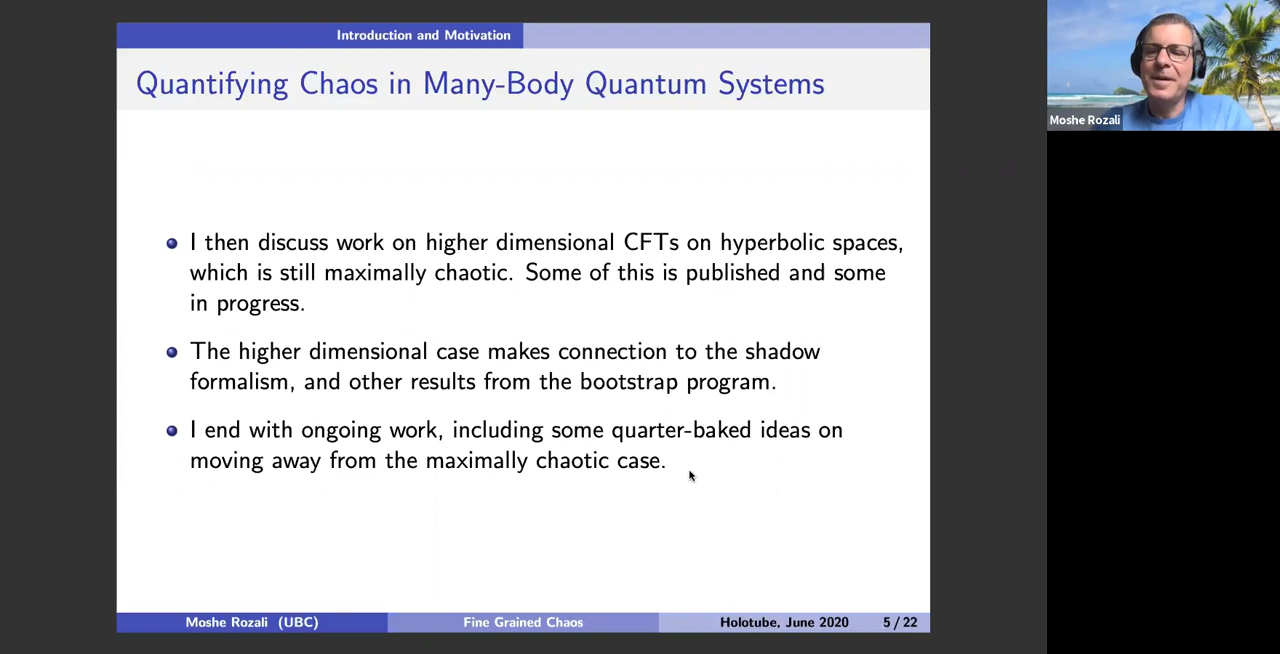 Introduction and Motivation
Quantifying Chaos in Many-Body Quantum Systems
I then discuss work on higher dimensional CFTs on hyperbolic spaces,
which is still maximally chaotic. Some of this is published and some
in progress.
The higher dimensional case makes connection to the shadow
formalism, and other results from the bootstrap program.
I end with ongoing work, including some quarter-baked ideas on
moving away from the maximally chaotic case.
Moshe Rozali (UBC)
Fine Grained Chaos
Holotube, June 2020
5 / 22
Moshe Rozali